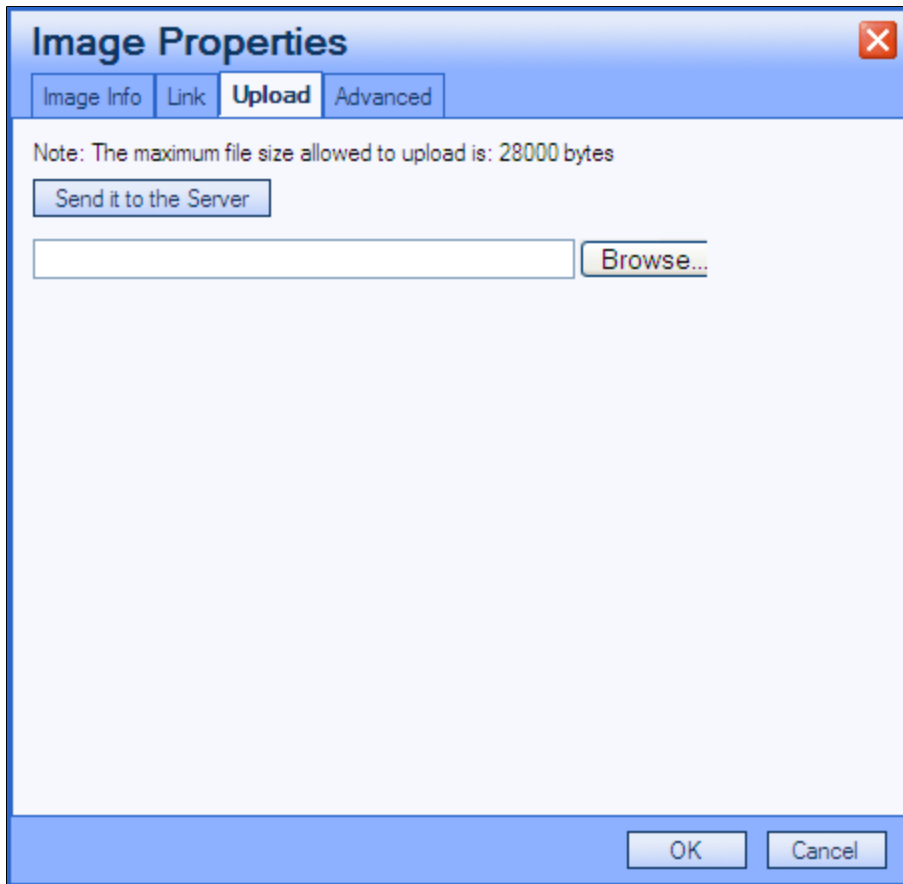 Image Properties
Image Info Link Upload Advanced
Note: The maximum file size allowed to upload is: 28000 bytes
Send it to the Server
Browse...
OK Cancel